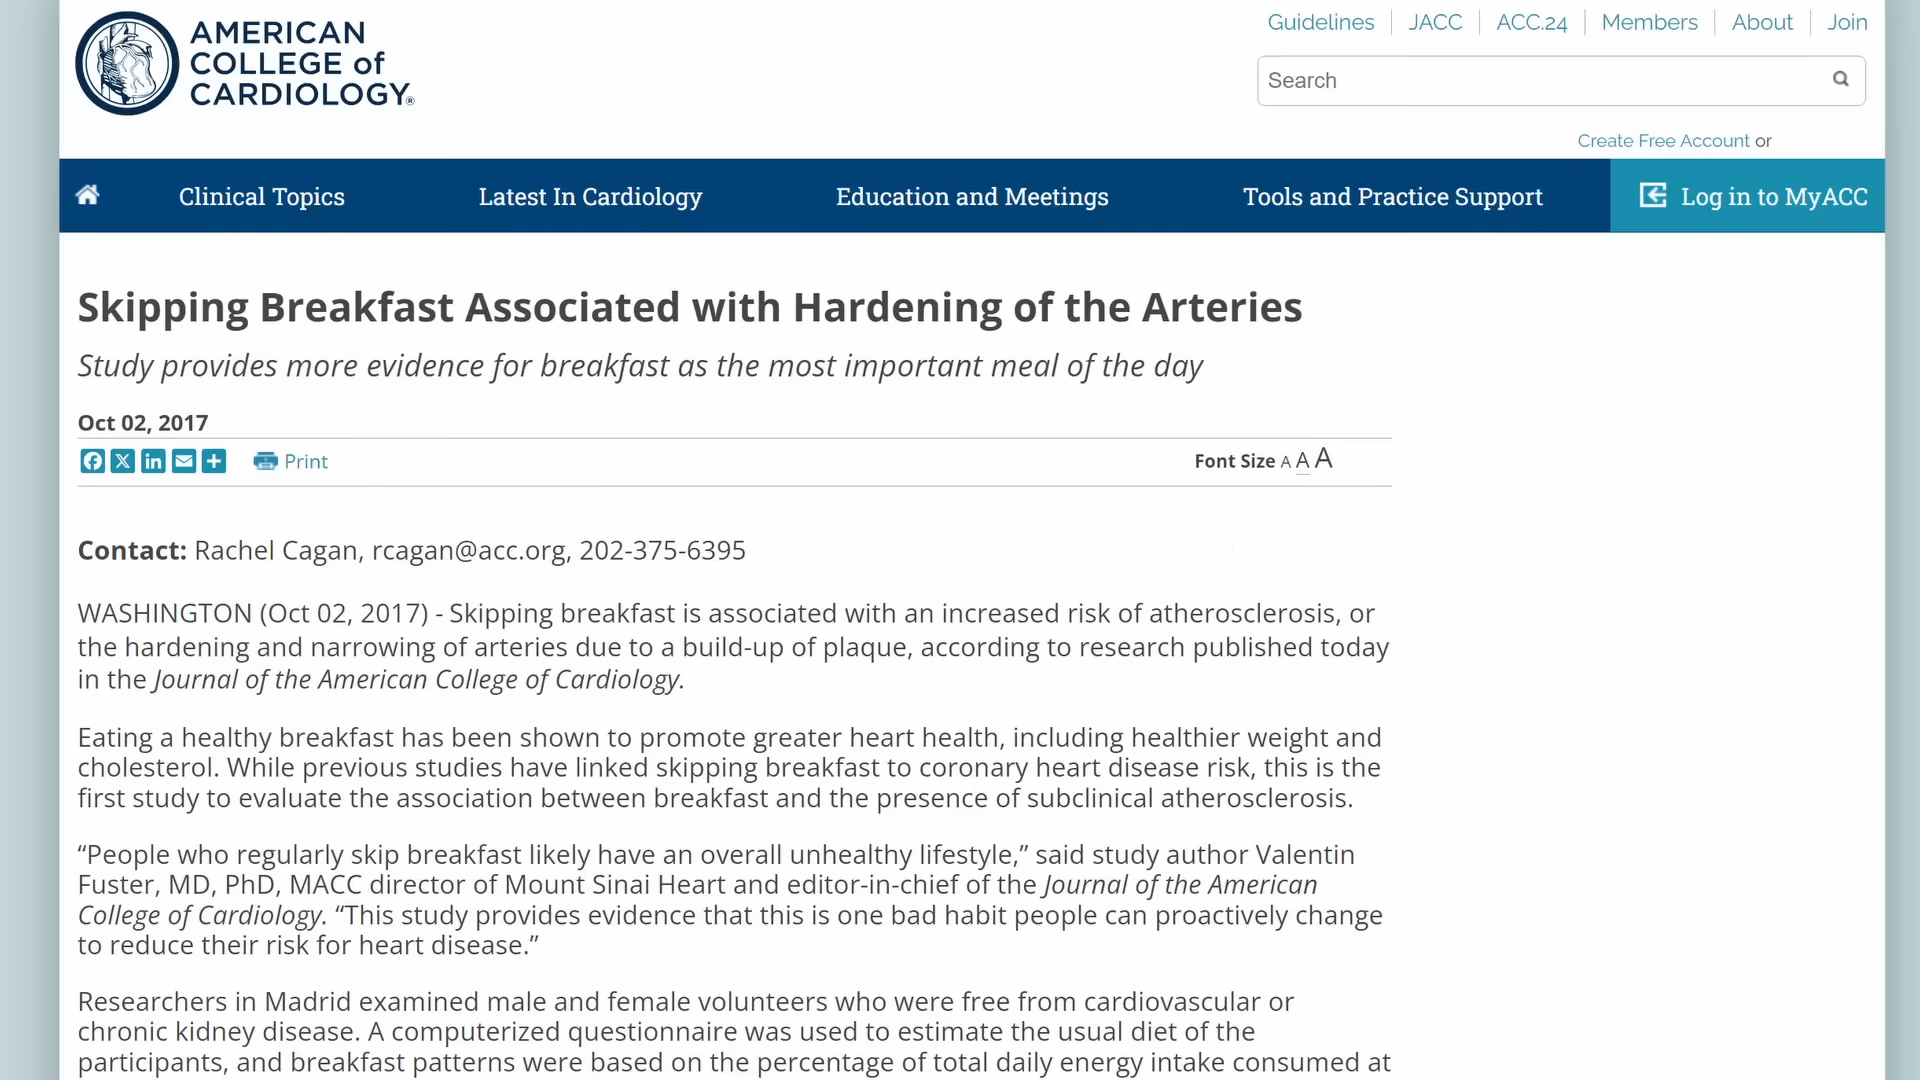 AMERICAN
COLLEGE of
CARDIOLOGY®
Guidelines JACC ACC.24 Members About Join
Search
Create Free Account or
Clinical Topics Latest In Cardiology Education and Meetings Tools and Practice Support Log in to MyACC
Skipping Breakfast Associated with Hardening of the Arteries
Study provides more evidence for breakfast as the most important meal of the day
Oct 02, 2017
Print Font Size A A A
Contact: Rachel Cagan, rcagan@acc.org, 202-375-6395
WASHINGTON (Oct 02, 2017) - Skipping breakfast is associated with an increased risk of atherosclerosis, or
the hardening and narrowing of arteries due to a build-up of plaque, according to research published today
in the Journal of the American College of Cardiology.
Eating a healthy breakfast has been shown to promote greater heart health, including healthier weight and
cholesterol. While previous studies have linked skipping breakfast to coronary heart disease risk, this is the
first study to evaluate the association between breakfast and the presence of subclinical atherosclerosis.
“People who regularly skip breakfast likely have an overall unhealthy lifestyle,” said study author Valentin
Fuster, MD, PhD, MACC director of Mount Sinai Heart and editor-in-chief of the Journal of the American
College of Cardiology. “This study provides evidence that this is one bad habit people can proactively change
to reduce their risk for heart disease.”
Researchers in Madrid examined male and female volunteers who were free from cardiovascular or
chronic kidney disease. A computerized questionnaire was used to estimate the usual diet of the
participants, and breakfast patterns were based on the percentage of total daily energy intake consumed at